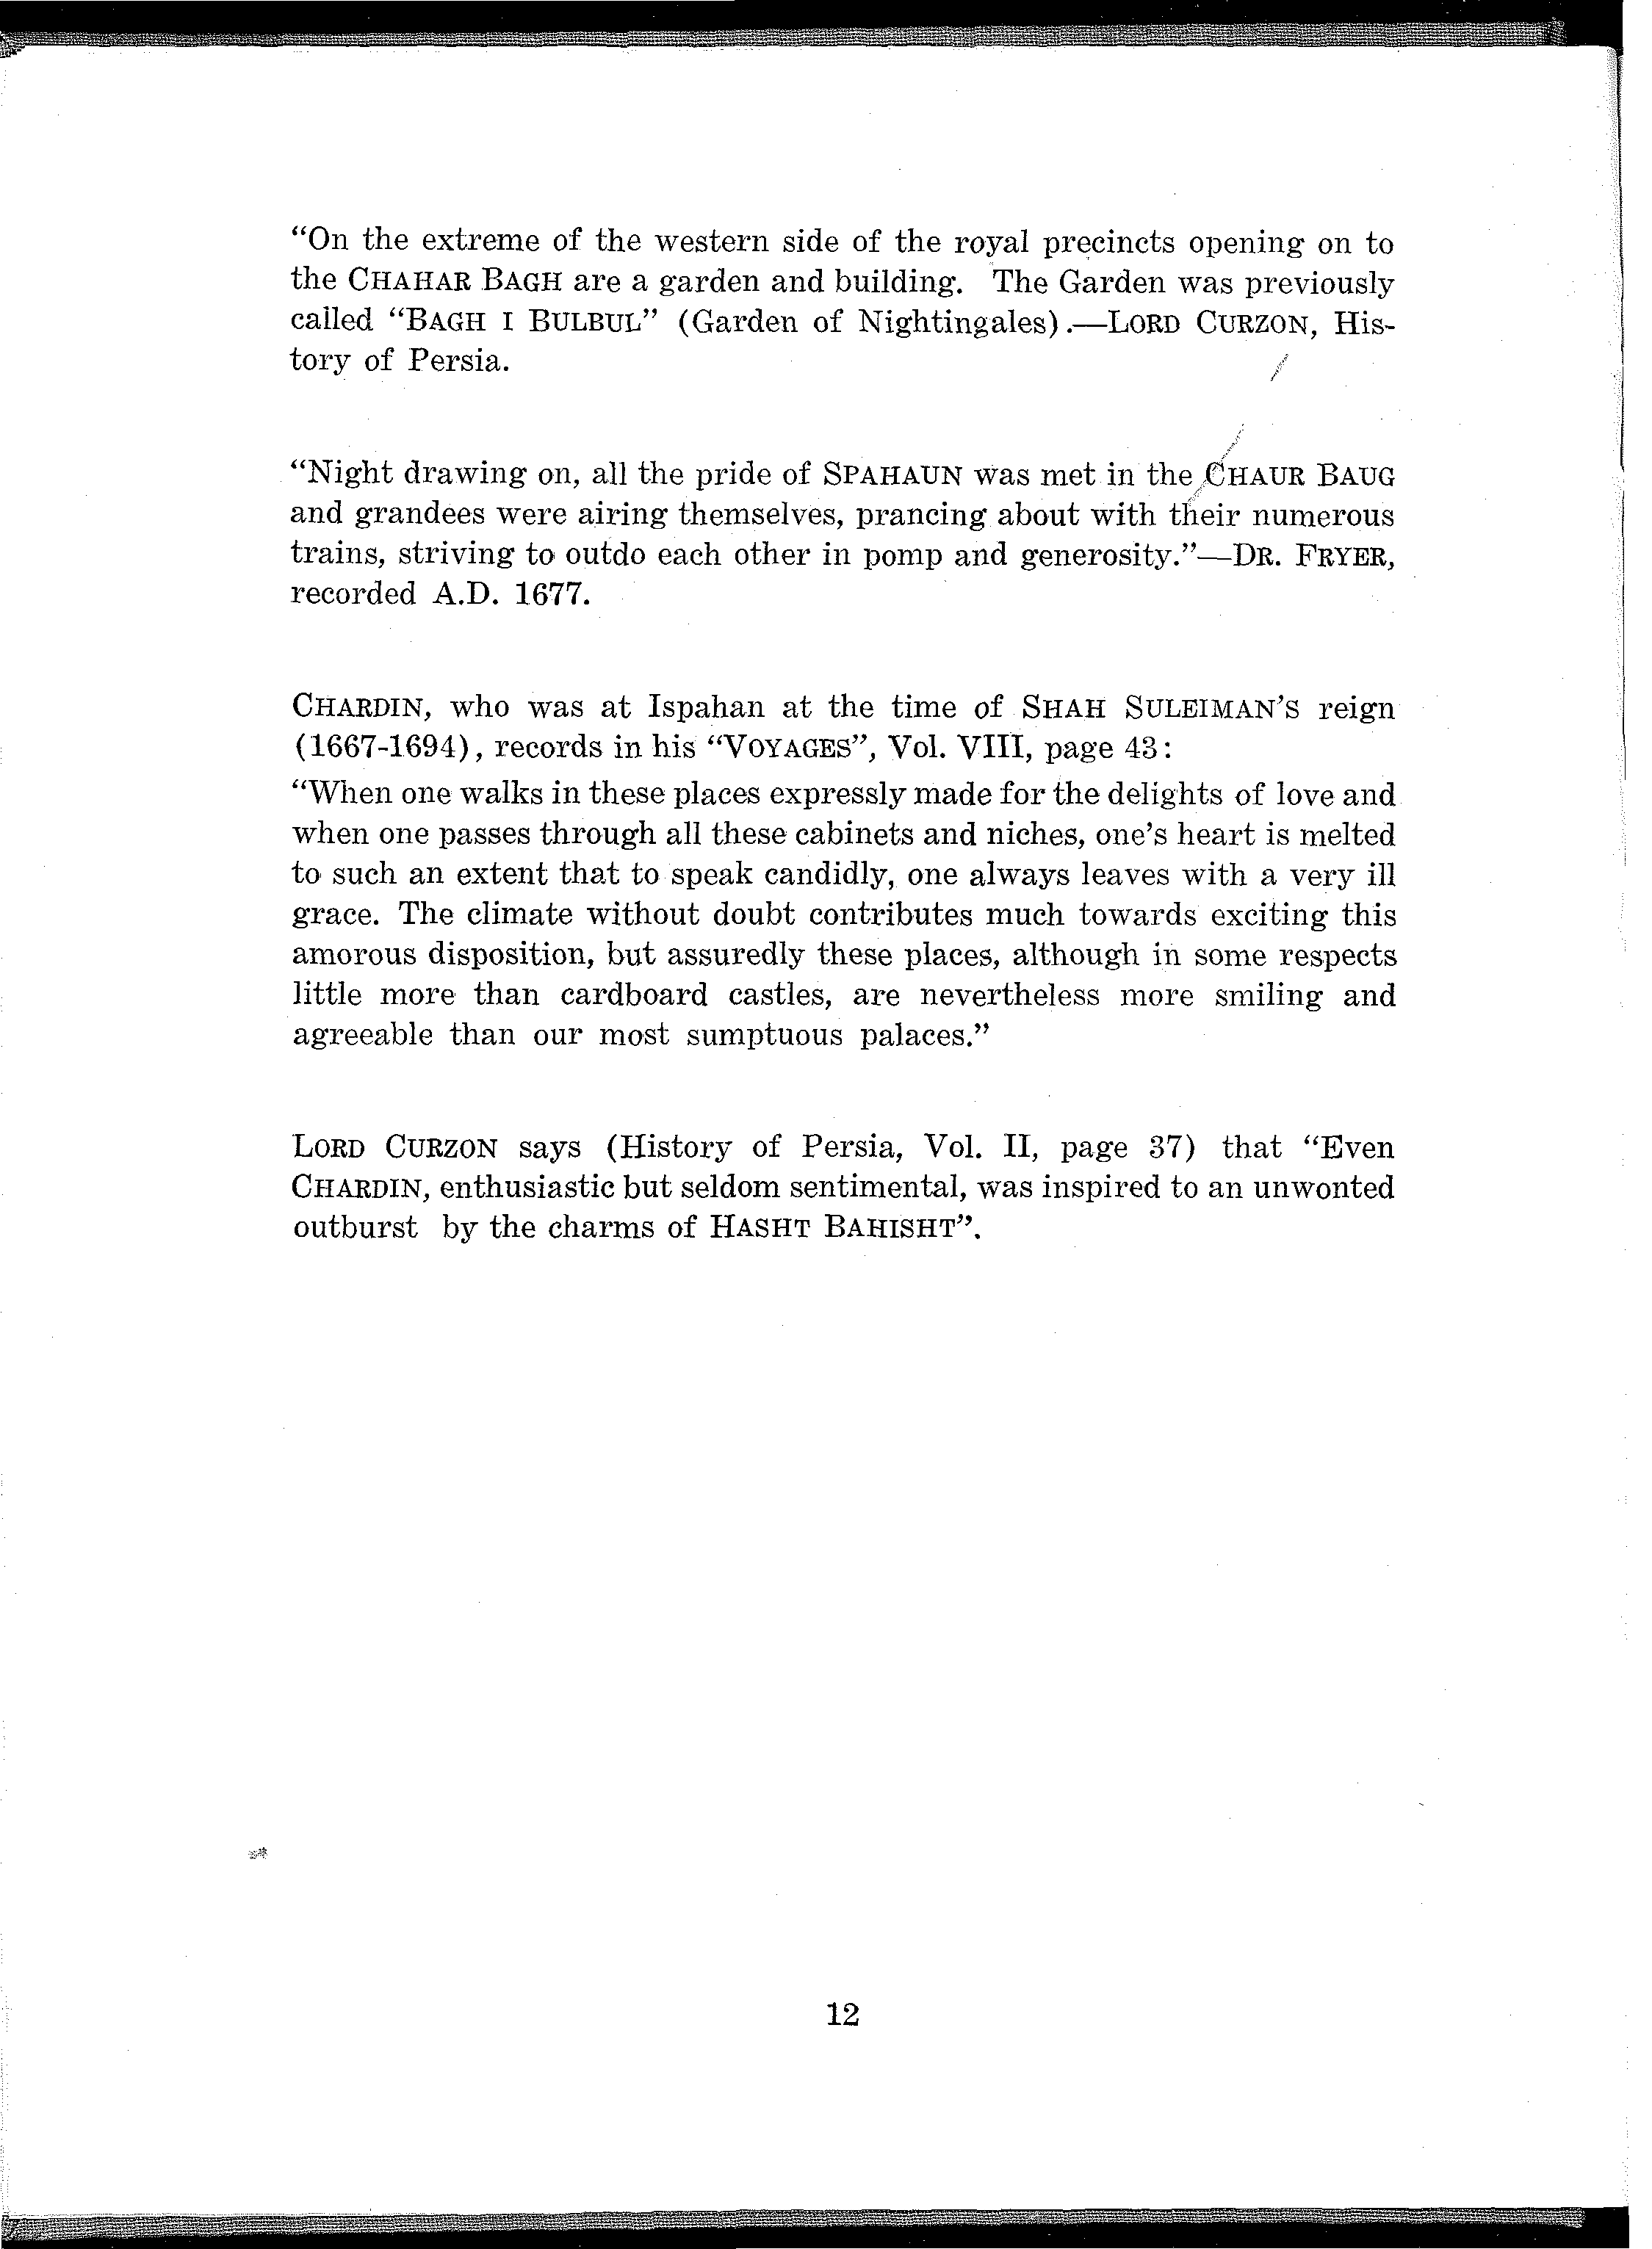 “On the extreme of the western side of the royal precincts opening on to
the CHAHAR BAGH are a garden and building. The Garden was previously
called “BAGH I BULBUL” (Garden of Nightingales).—LORD CURZON, His-
tory of Persia.
“Night drawing on, all the pride of SPAHAUN was met in the CHAUR BAUG
and grandees were airing themselves, prancing about with their numerous
trains, striving to outdo each other in pomp and generosity.”—DR. FRYER,
recorded A.D. 1677.
CHARDIN, who was at Ispahan at the time of SHAH SULEIMAN’S reign
(1667-1694), records in his “VOYAGES”, Vol. VIII, page 43:
“When one walks in these places expressly made for the delights of love and
when one passes through all these cabinets and niches, one’s heart is melted
to such an extent that to speak candidly, one always leaves with a very ill
grace. The climate without doubt contributes much towards exciting this
amorous disposition, but assuredly these places, although in some respects
little more than cardboard castles, are nevertheless more smiling and
agreeable than our most sumptuous palaces.”
LORD CURZON says (History of Persia, Vol. II, page 37) that “Even
CHARDIN, enthusiastic but seldom sentimental, was inspired to an unwonted
outburst by the charms of HASHT BAHISHT”.
12